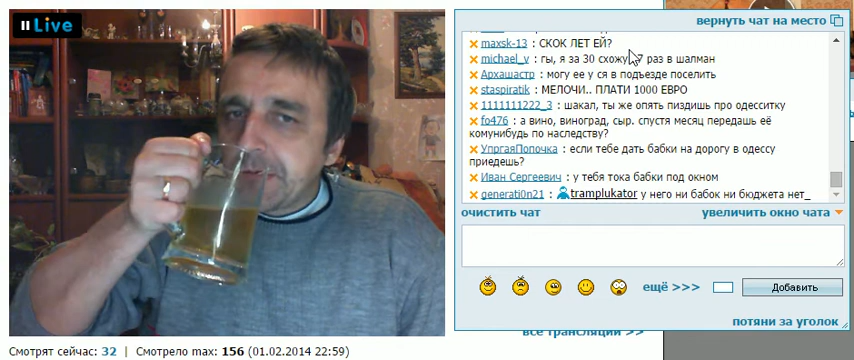 Live
вернуть чат на место
maxsk-13 : СКОК ЛЕТ ЕЙ?
michael_v : гы, я за 30 схожу 7 раз в шалман
Архашастр : могу ее у ся в подъезде поселить
staspiratik : МЕЛОЧИ.. ПЛАТИ 1000 ЕВРО
1111111222_3 : шакал, ты же опять пиздишь про одесситку
fo476 : а вино, виноград, сыр. спустя месяц передашь её
комунибудь по наследству?
УпргаяПопочка : если тебе дать бабки на дорогу в одессу
приедешь?
Иван Сергеевич : у тебя тока бабки под окном
generati0n21 : tramplukator у него ни бабок ни бюджета нет_
очистить чат
увеличить окно чата
ещё >>>
Добавить
потяни за уголок
все трансляции >>
Смотрят сейчас: 32 | Смотрело max: 156 (01.02.2014 22:59)